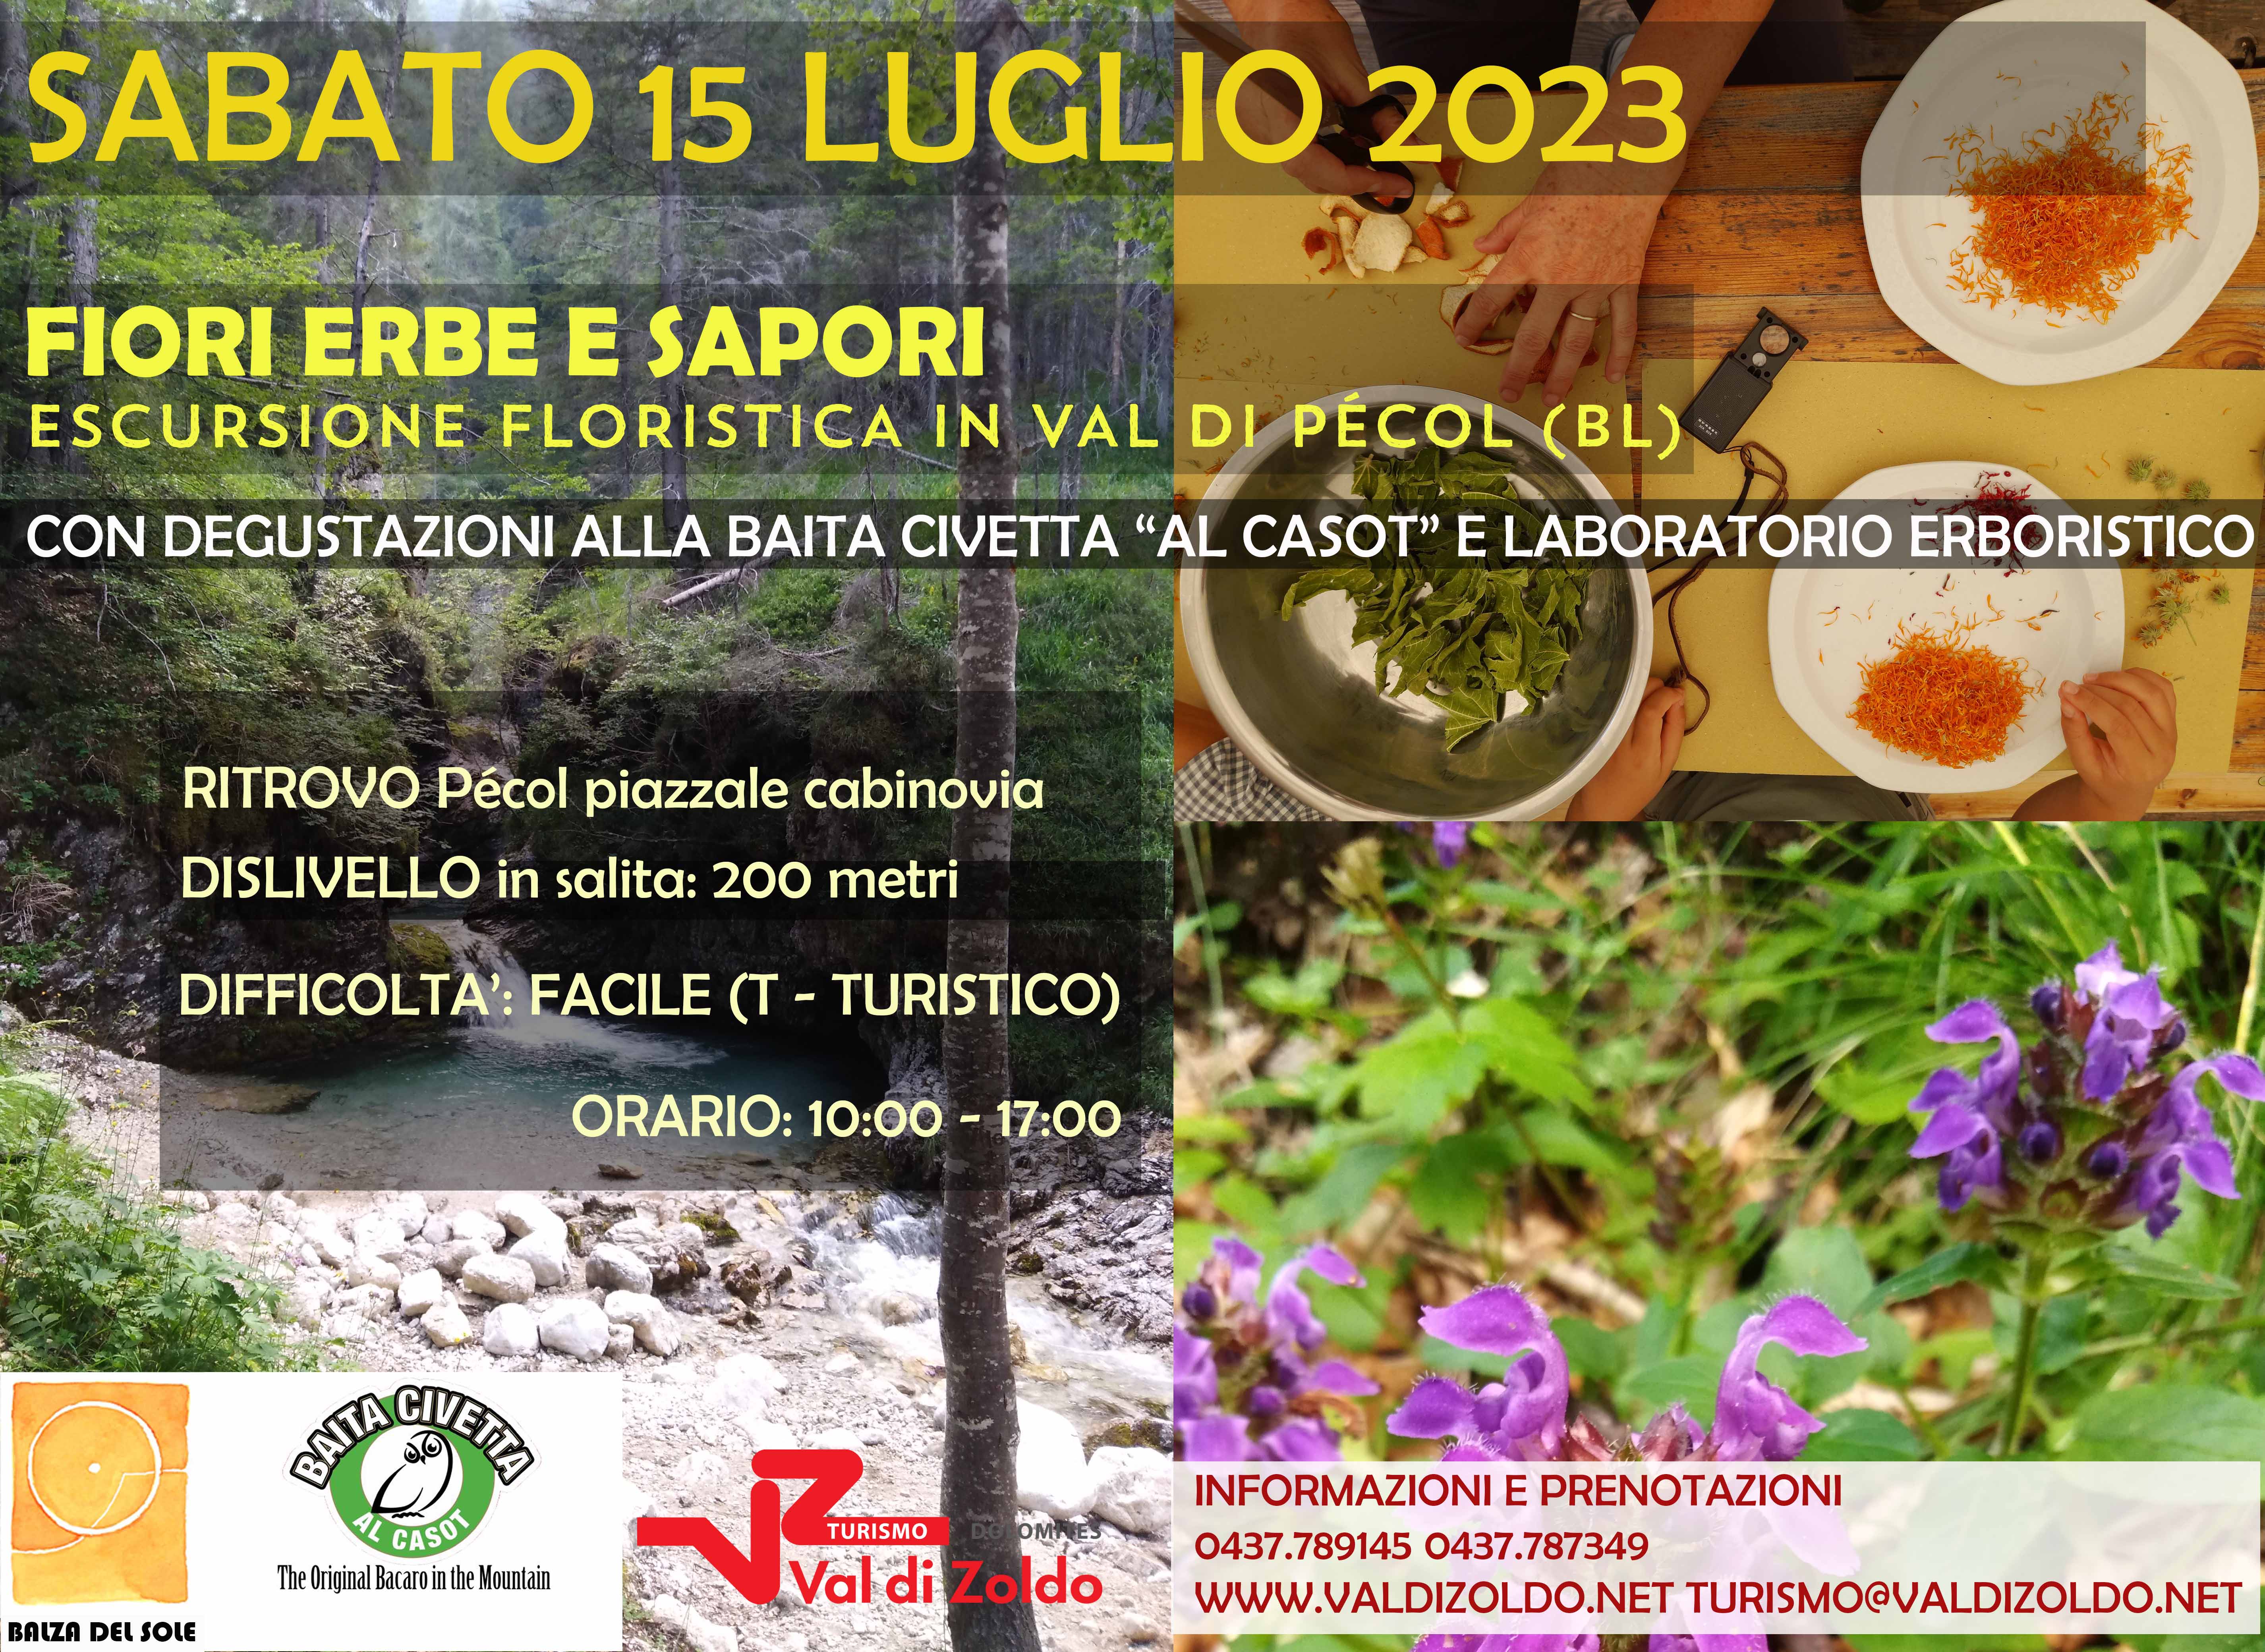 SABATO 15 LUGLIO 2023
FIORI ERBE E SAPORI
ESCURSIONE FLORISTICA IN VAL DI PÉCOL (BL)
CON DEGUSTAZIONI ALLA BAITA CIVETTA “AL CASOT” E LABORATORIO ERBORISTICO
RITROVO Pécol piazzale cabinovia
DISLIVELLO in salita: 200 metri
DIFFICOLTA’: FACILE (T - TURISTICO)
ORARIO: 10:00 - 17:00
BALZA DEL SOLE
BAITA CIVETTA
AL CASOT
The Original Bacaro in the Mountain
TURISMO DOLOMITES
Val di Zoldo
INFORMAZIONI E PRENOTAZIONI
0437.789145 0437.787349
WWW.VALDIZOLDO.NET TURISMO@VALDIZOLDO.NET